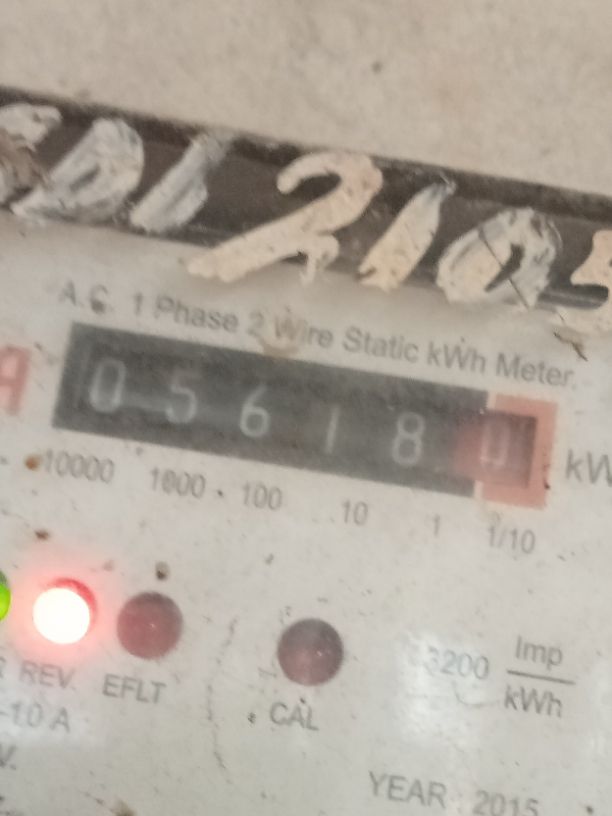 2105
A.C. 1 Phase 2 Wire Static kWh Meter.
0 5 6 1 8 0
10000 1000 100 10 1 1/10
REV. EFLT CAL
3200 Imp/kWh
-10 A
V.
YEAR : 2015